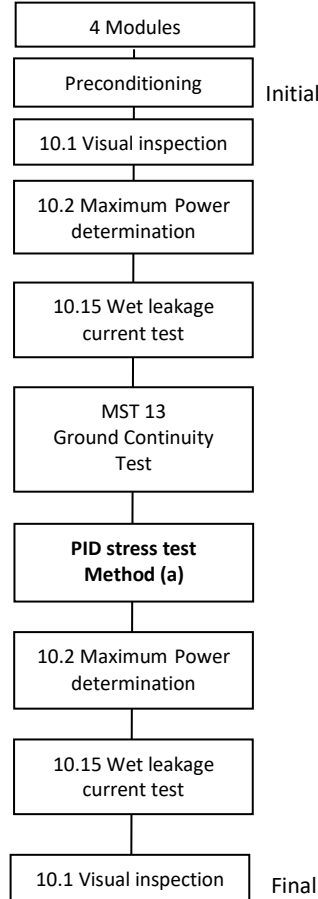 4 Modules
Preconditioning
Initial
10.1 Visual inspection
10.2 Maximum Power
determination
10.15 Wet leakage
current test
MST 13
Ground Continuity
Test
PID stress test
Method (a)
10.2 Maximum Power
determination
10.15 Wet leakage
current test
10.1 Visual inspection
Final